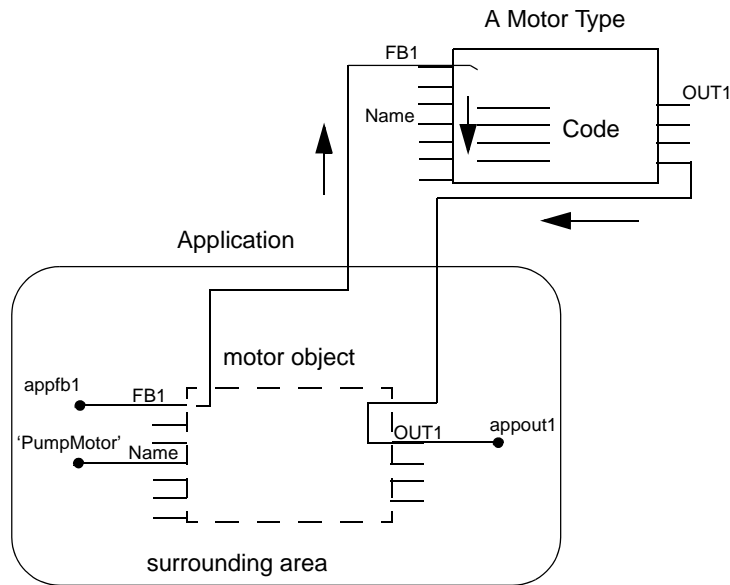 A Motor Type
FB1
OUT1
Name
Code
Application
motor object
appfb1
FB1
OUT1
appout1
‘PumpMotor’
Name
surrounding area